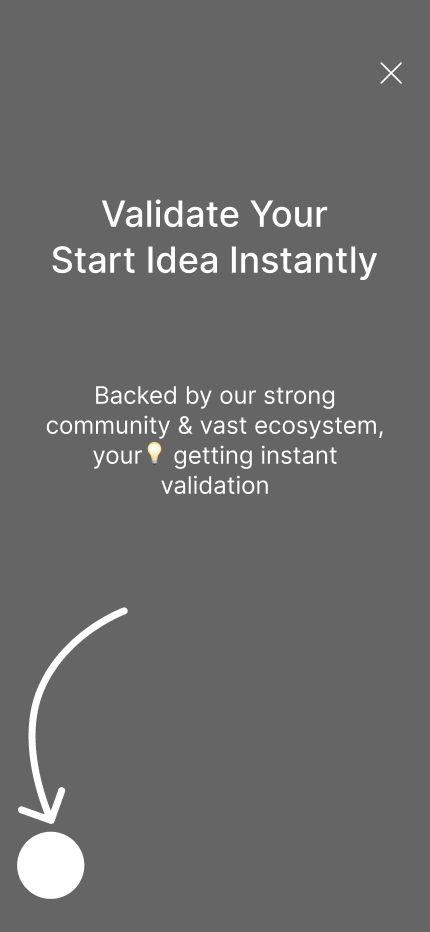 Validate Your
Start Idea Instantly
Backed by our strong
community & vast ecosystem,
your💡 getting instant
validation